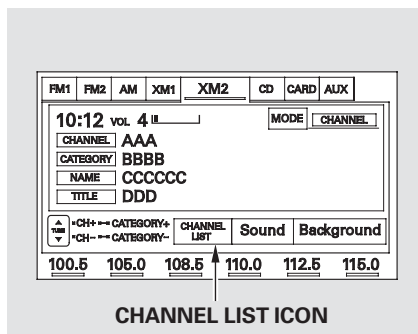 FM1 FM2 AM XM1 XM2 CD CARD AUX
10:12 VOL 4 MODE CHANNEL
CHANNEL AAA
CATEGORY BBBB
NAME CCCCCC
TITLE DDD
TUNE CH+ CATEGORY+ CHANNEL LIST Sound Background
CH– CATEGORY–
100.5 105.0 108.5 110.0 112.5 115.0
CHANNEL LIST ICON